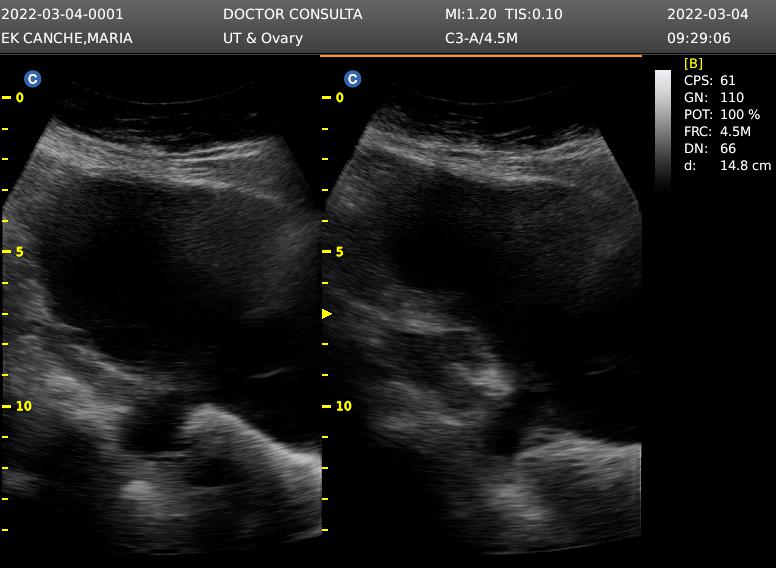 2022-03-04-0001 DOCTOR CONSULTA MI:1.20 TIS:0.10 2022-03-04
EK CANCHE,MARIA UT & Ovary C3-A/4.5M 09:29:06
C C
0 0
5 5
10 10
[B]
CPS: 61
GN: 110
POT: 100 %
FRC: 4.5M
DN: 66
d: 14.8 cm